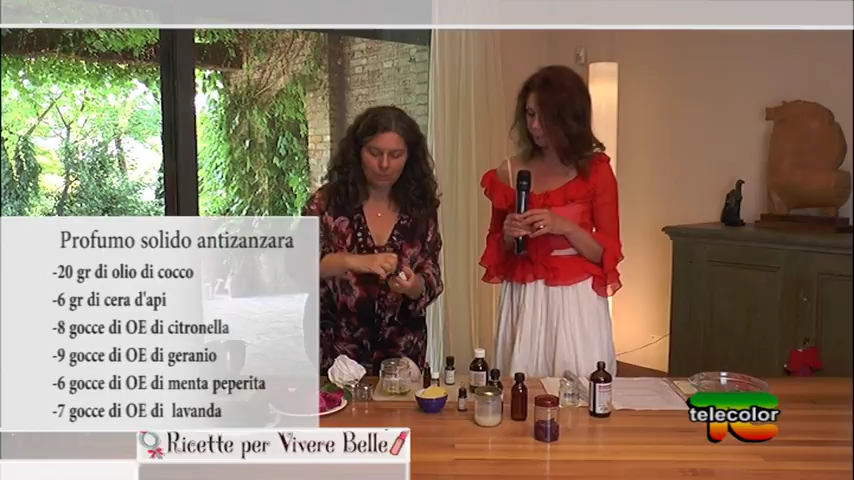 Profumo solido antizanzara
-20 gr di olio di cocco
-6 gr di cera d'api
-8 gocce di OE di citronella
-9 gocce di OE di geranio
-6 gocce di OE di menta peperita
-7 gocce di OE di lavanda
Ricette per Vivere Belle
telecolor